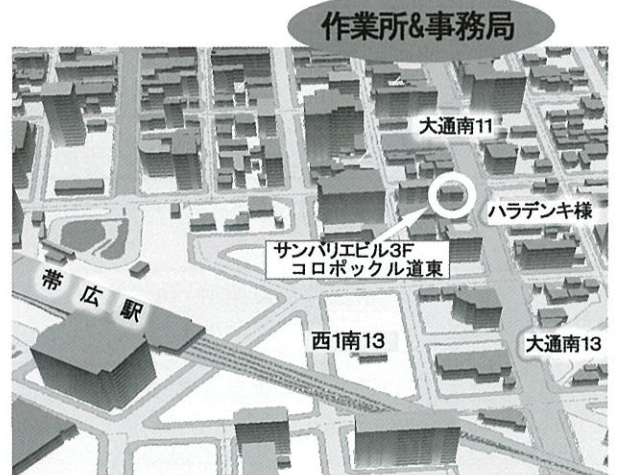 作業所&事務局
大通南11
ハラデンキ様
サンバリエビル3F
コロポックル道東
帯広駅
西1南13
大通南13